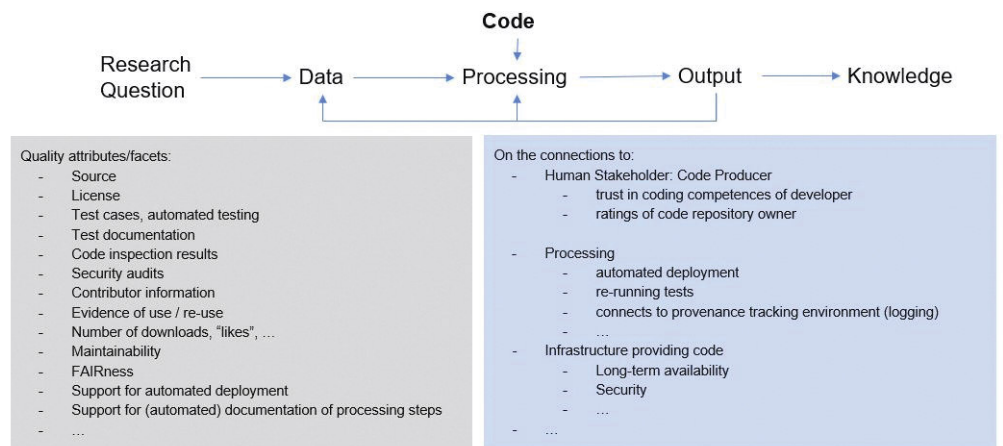 Code
Research
Question
Data
Processing
Output
Knowledge
Quality attributes/facets:
- Source
- License
- Test cases, automated testing
- Test documentation
- Code inspection results
- Security audits
- Contributor information
- Evidence of use / re-use
- Number of downloads, “likes”, …
- Maintainability
- FAIRness
- Support for automated deployment
- Support for (automated) documentation of processing steps
- …
On the connections to:
- Human Stakeholder: Code Producer
- trust in coding competences of developer
- ratings of code repository owner
- Processing
- automated deployment
- re-running tests
- connects to provenance tracking environment (logging)
- …
- Infrastructure providing code
- Long-term availability
- Security
- …
- …